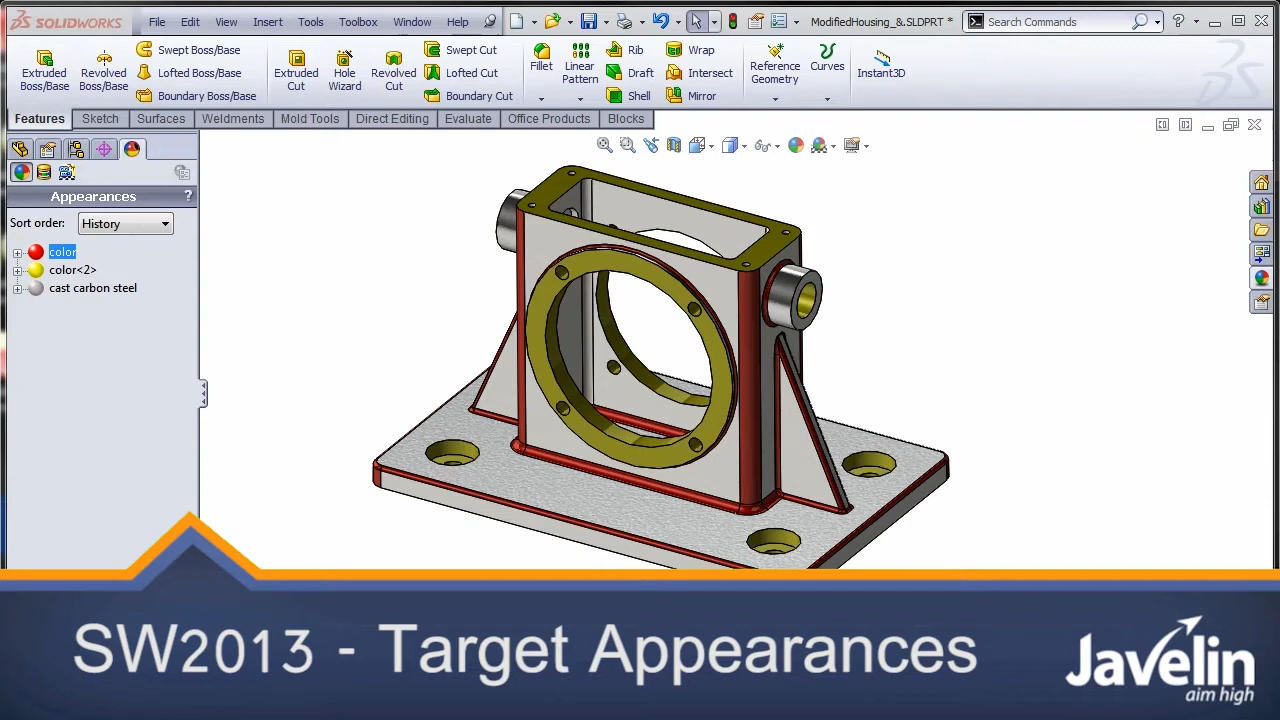 SOLIDWORKS File Edit View Insert Tools Toolbox Window Help ModifiedHousing_&.SLDPRT * Search Commands ?
Extruded Boss/Base
Revolved Boss/Base
Swept Boss/Base
Lofted Boss/Base
Boundary Boss/Base
Extruded Cut
Hole Wizard
Revolved Cut
Swept Cut
Lofted Cut
Boundary Cut
Fillet
Linear Pattern
Rib
Draft
Shell
Wrap
Intersect
Mirror
Reference Geometry
Curves
Instant3D
Features Sketch Surfaces Weldments Mold Tools Direct Editing Evaluate Office Products Blocks
Appearances ?
Sort order: History
color
color<2>
cast carbon steel
SW2013 - Target Appearances
Javelin
aim high